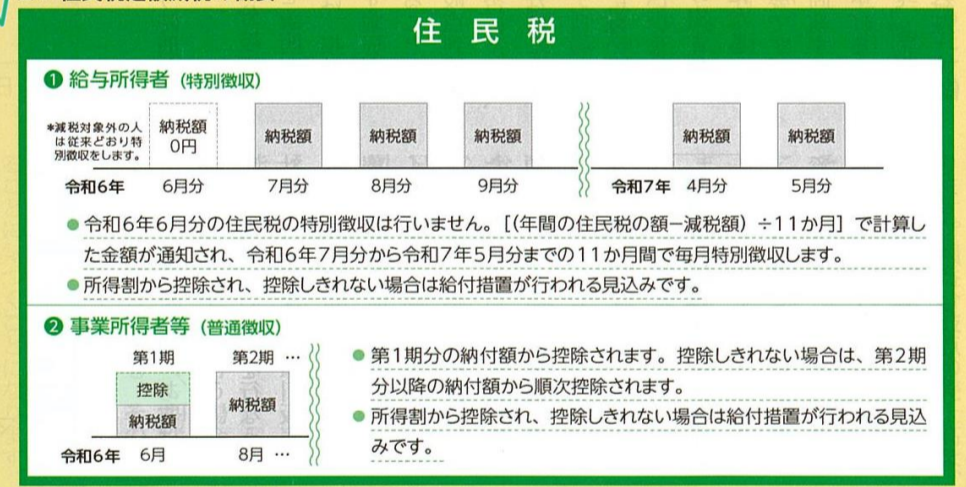 住民税
❶ 給与所得者（特別徴収）
*減税対象外の人
は従来どおり特
別徴収をします。
納税額
0円
納税額
納税額
納税額
納税額
納税額
令和6年 6月分 7月分 8月分 9月分 令和7年 4月分 5月分
● 令和6年6月分の住民税の特別徴収は行いません。[（年間の住民税の額−減税額）÷11か月] で計算し
た金額が通知され、令和6年7月分から令和7年5月分までの11か月間で毎月特別徴収します。
● 所得割から控除され、控除しきれない場合は給付措置が行われる見込みです。
❷ 事業所得者等（普通徴収）
第1期 第2期 …
控除
納税額
納税額
令和6年 6月 8月 …
● 第1期分の納付額から控除されます。控除しきれない場合は、第2期
分以降の納付額から順次控除されます。
● 所得割から控除され、控除しきれない場合は給付措置が行われる見込
みです。